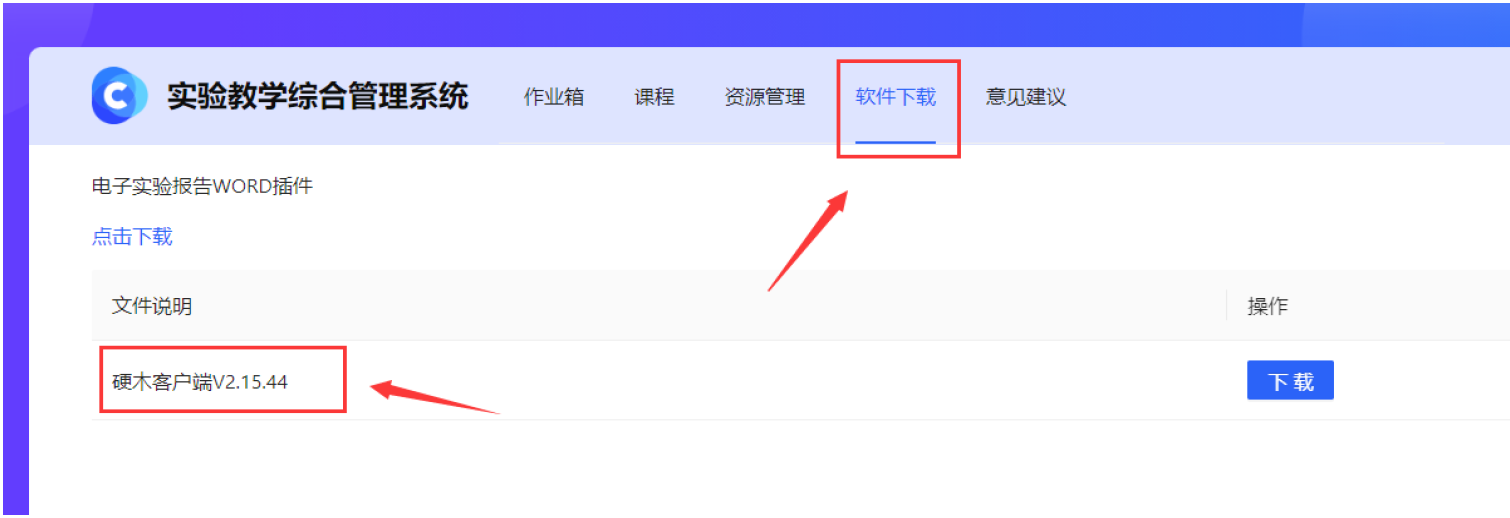 实验教学综合管理系统 作业箱 课程 资源管理 软件下载 意见建议
电子实验报告WORD插件
点击下载
文件说明 操作
硬木客户端V2.15.44 下载